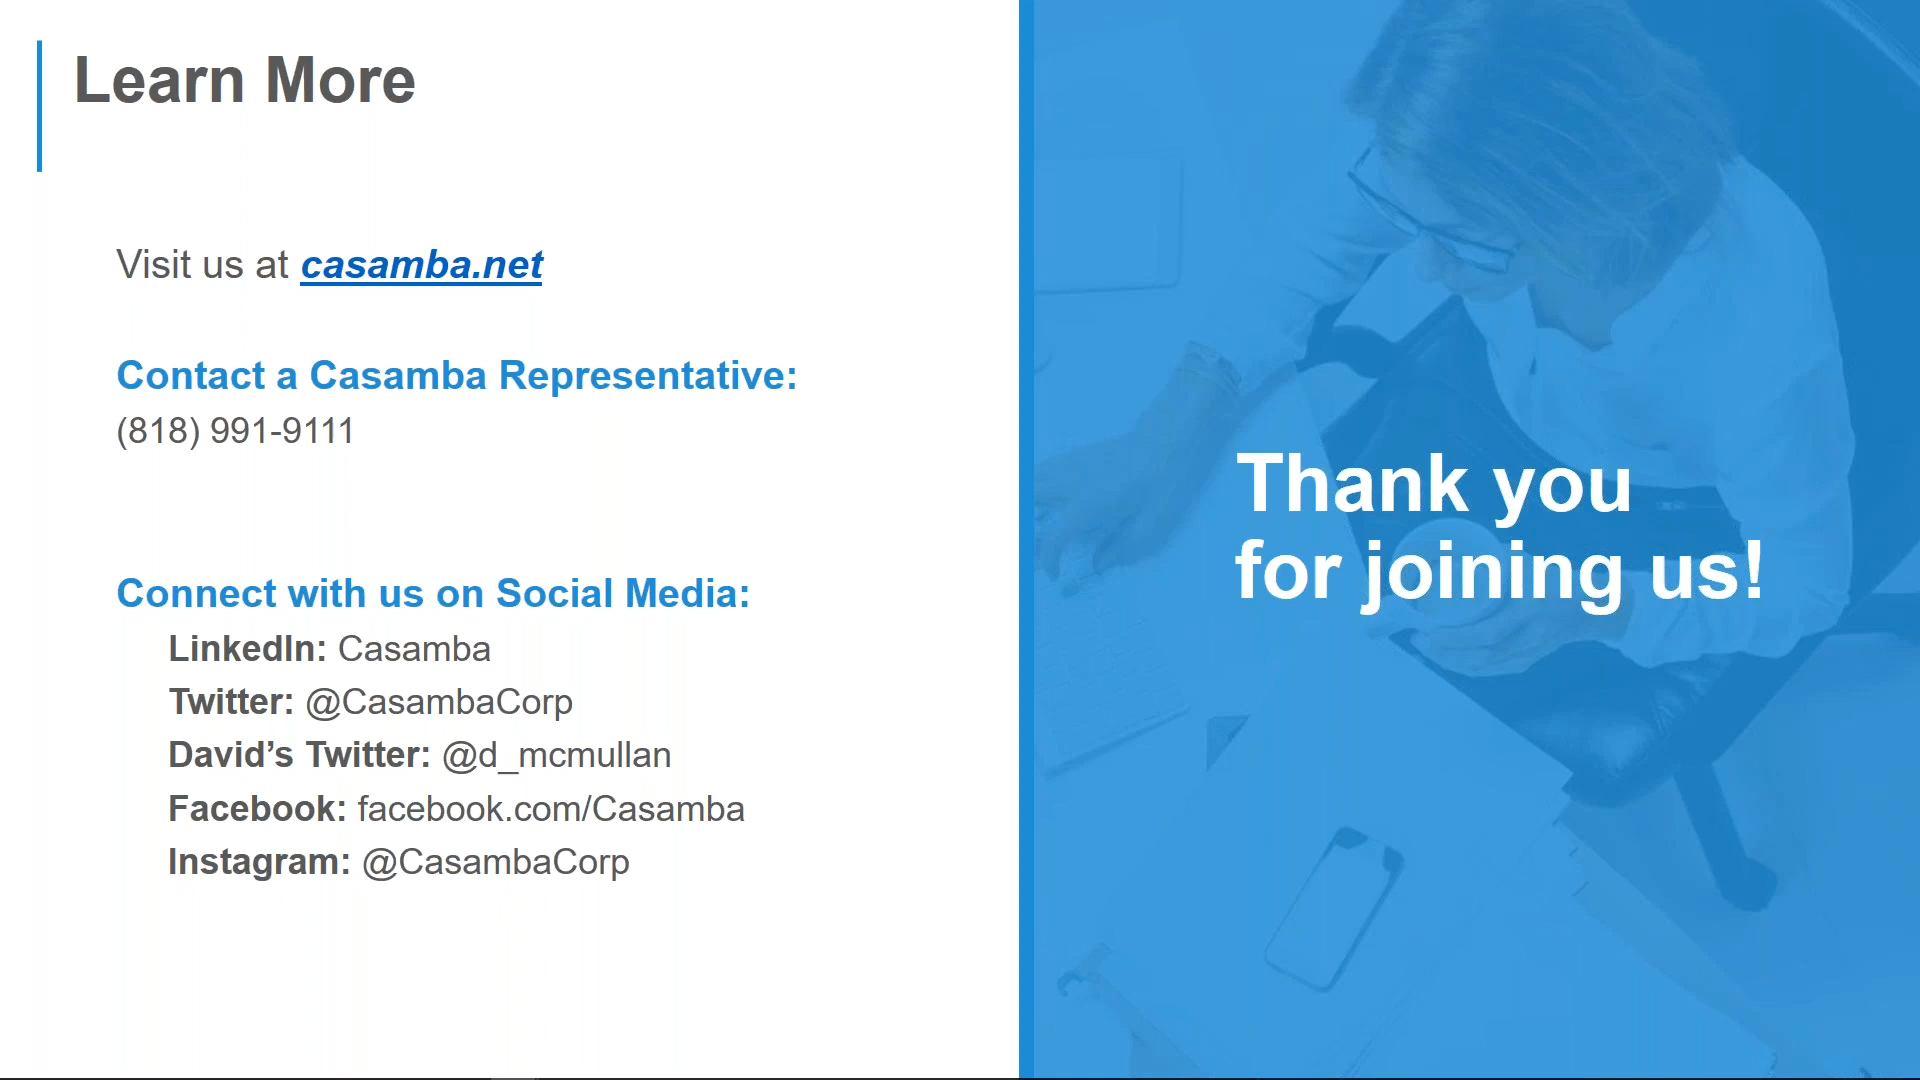 Learn More
Visit us at casamba.net
Contact a Casamba Representative:
(818) 991-9111
Connect with us on Social Media:
LinkedIn: Casamba
Twitter: @CasambaCorp
David’s Twitter: @d_mcmullan
Facebook: facebook.com/Casamba
Instagram: @CasambaCorp
Thank you
for joining us!